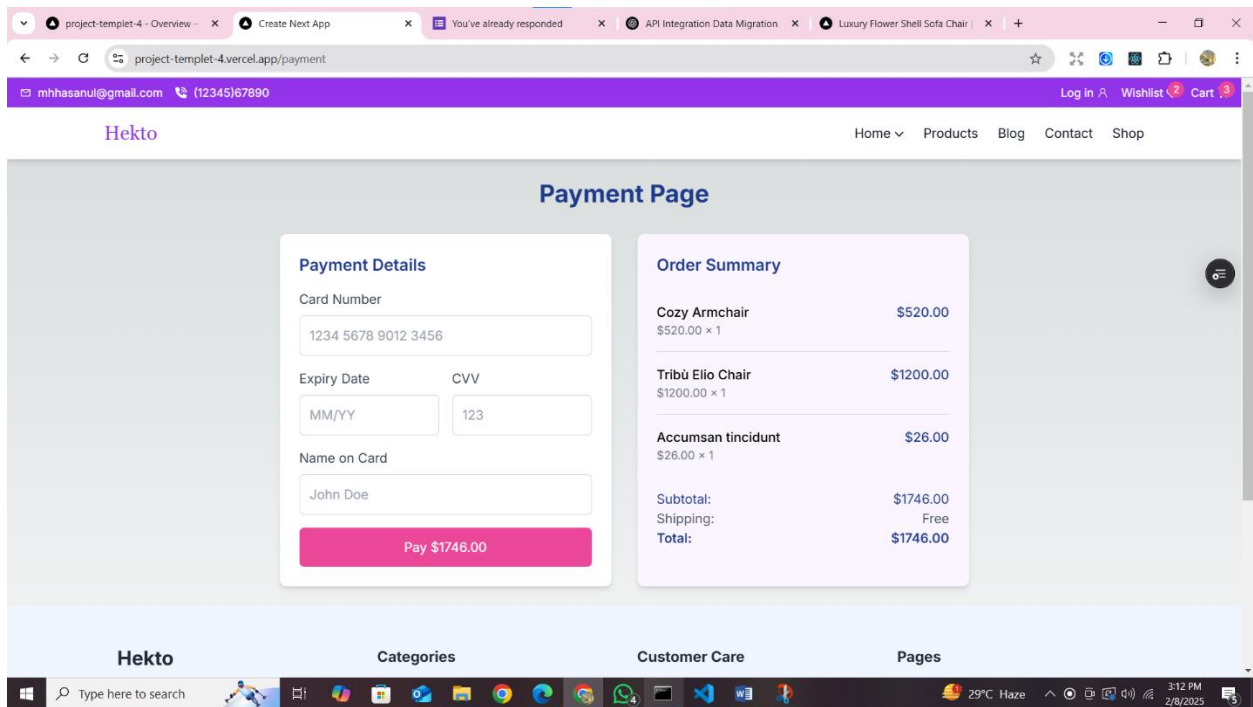 project-templet-4 - Overview –
Create Next App
You've already responded
API Integration Data Migration
Luxury Flower Shell Sofa Chair |
project-templet-4.vercel.app/payment
mhhasanul@gmail.com (12345)67890
Log in Wishlist 2 Cart 3
Hekto
Home Products Blog Contact Shop
Payment Page
Payment Details
Card Number
1234 5678 9012 3456
Expiry Date CVV
MM/YY 123
Name on Card
John Doe
Pay $1746.00
Order Summary
Cozy Armchair $520.00
$520.00 × 1
Tribù Elio Chair $1200.00
$1200.00 × 1
Accumsan tincidunt $26.00
$26.00 × 1
Subtotal: $1746.00
Shipping: Free
Total: $1746.00
Hekto Categories Customer Care Pages
Type here to search
4
29°C Haze
3:12 PM
2/8/2025
5